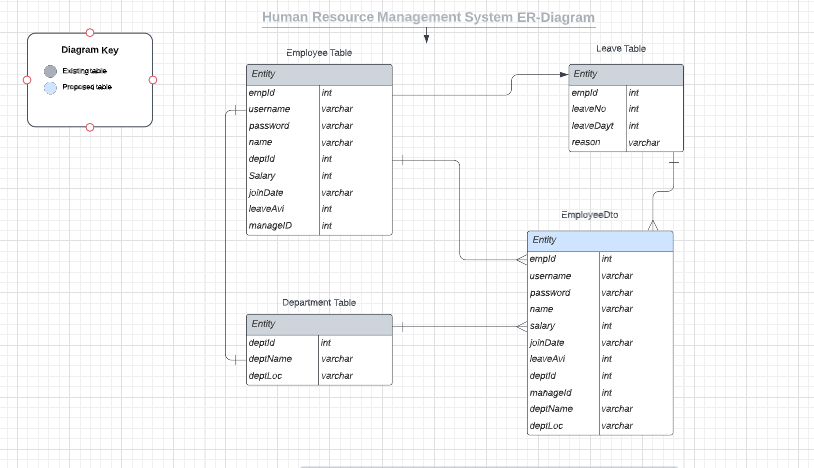 Human Resource Management System ER-Diagram
Diagram Key
Existing table
Proposed table
Employee Table
Entity
empId int
username varchar
password varchar
name varchar
deptId int
Salary int
joinDate varchar
leaveAvi int
manageID int
Leave Table
Entity
empId int
leaveNo int
leaveDayt int
reason varchar
Department Table
Entity
deptId int
deptName varchar
deptLoc varchar
EmployeeDto
Entity
empId int
username varchar
password varchar
name varchar
salary int
joinDate varchar
leaveAvi int
deptId int
manageId int
deptName varchar
deptLoc varchar